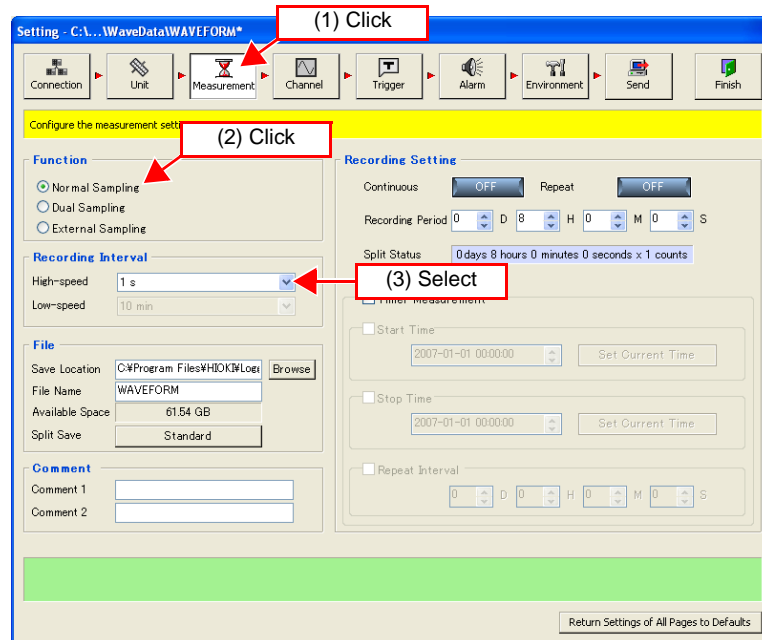 (1) Click
Setting - C:\...\WaveData\WAVEFORM*
Connection
Unit
Measurement
Channel
Trigger
Alarm
Environment
Send
Finish
Configure the measurement
(2) Click
Function
Normal Sampling
Dual Sampling
External Sampling
Recording Interval
High-speed 1 s
(3) Select
Low-speed 10 min
File
Save Location C:¥Program Files¥HIOKI¥Logg Browse
File Name WAVEFORM
Available Space 61.54 GB
Split Save Standard
Comment
Comment 1
Comment 2
Recording Setting
Continuous OFF Repeat OFF
Recording Period 0 D 8 H 0 M 0 S
Split Status 0 days 8 hours 0 minutes 0 seconds x 1 counts
Timer Measurement
Start Time
2007-01-01 00:00:00 Set Current Time
Stop Time
2007-01-01 00:00:00 Set Current Time
Repeat Interval
0 D 0 H 0 M 0 S
Return Settings of All Pages to Defaults